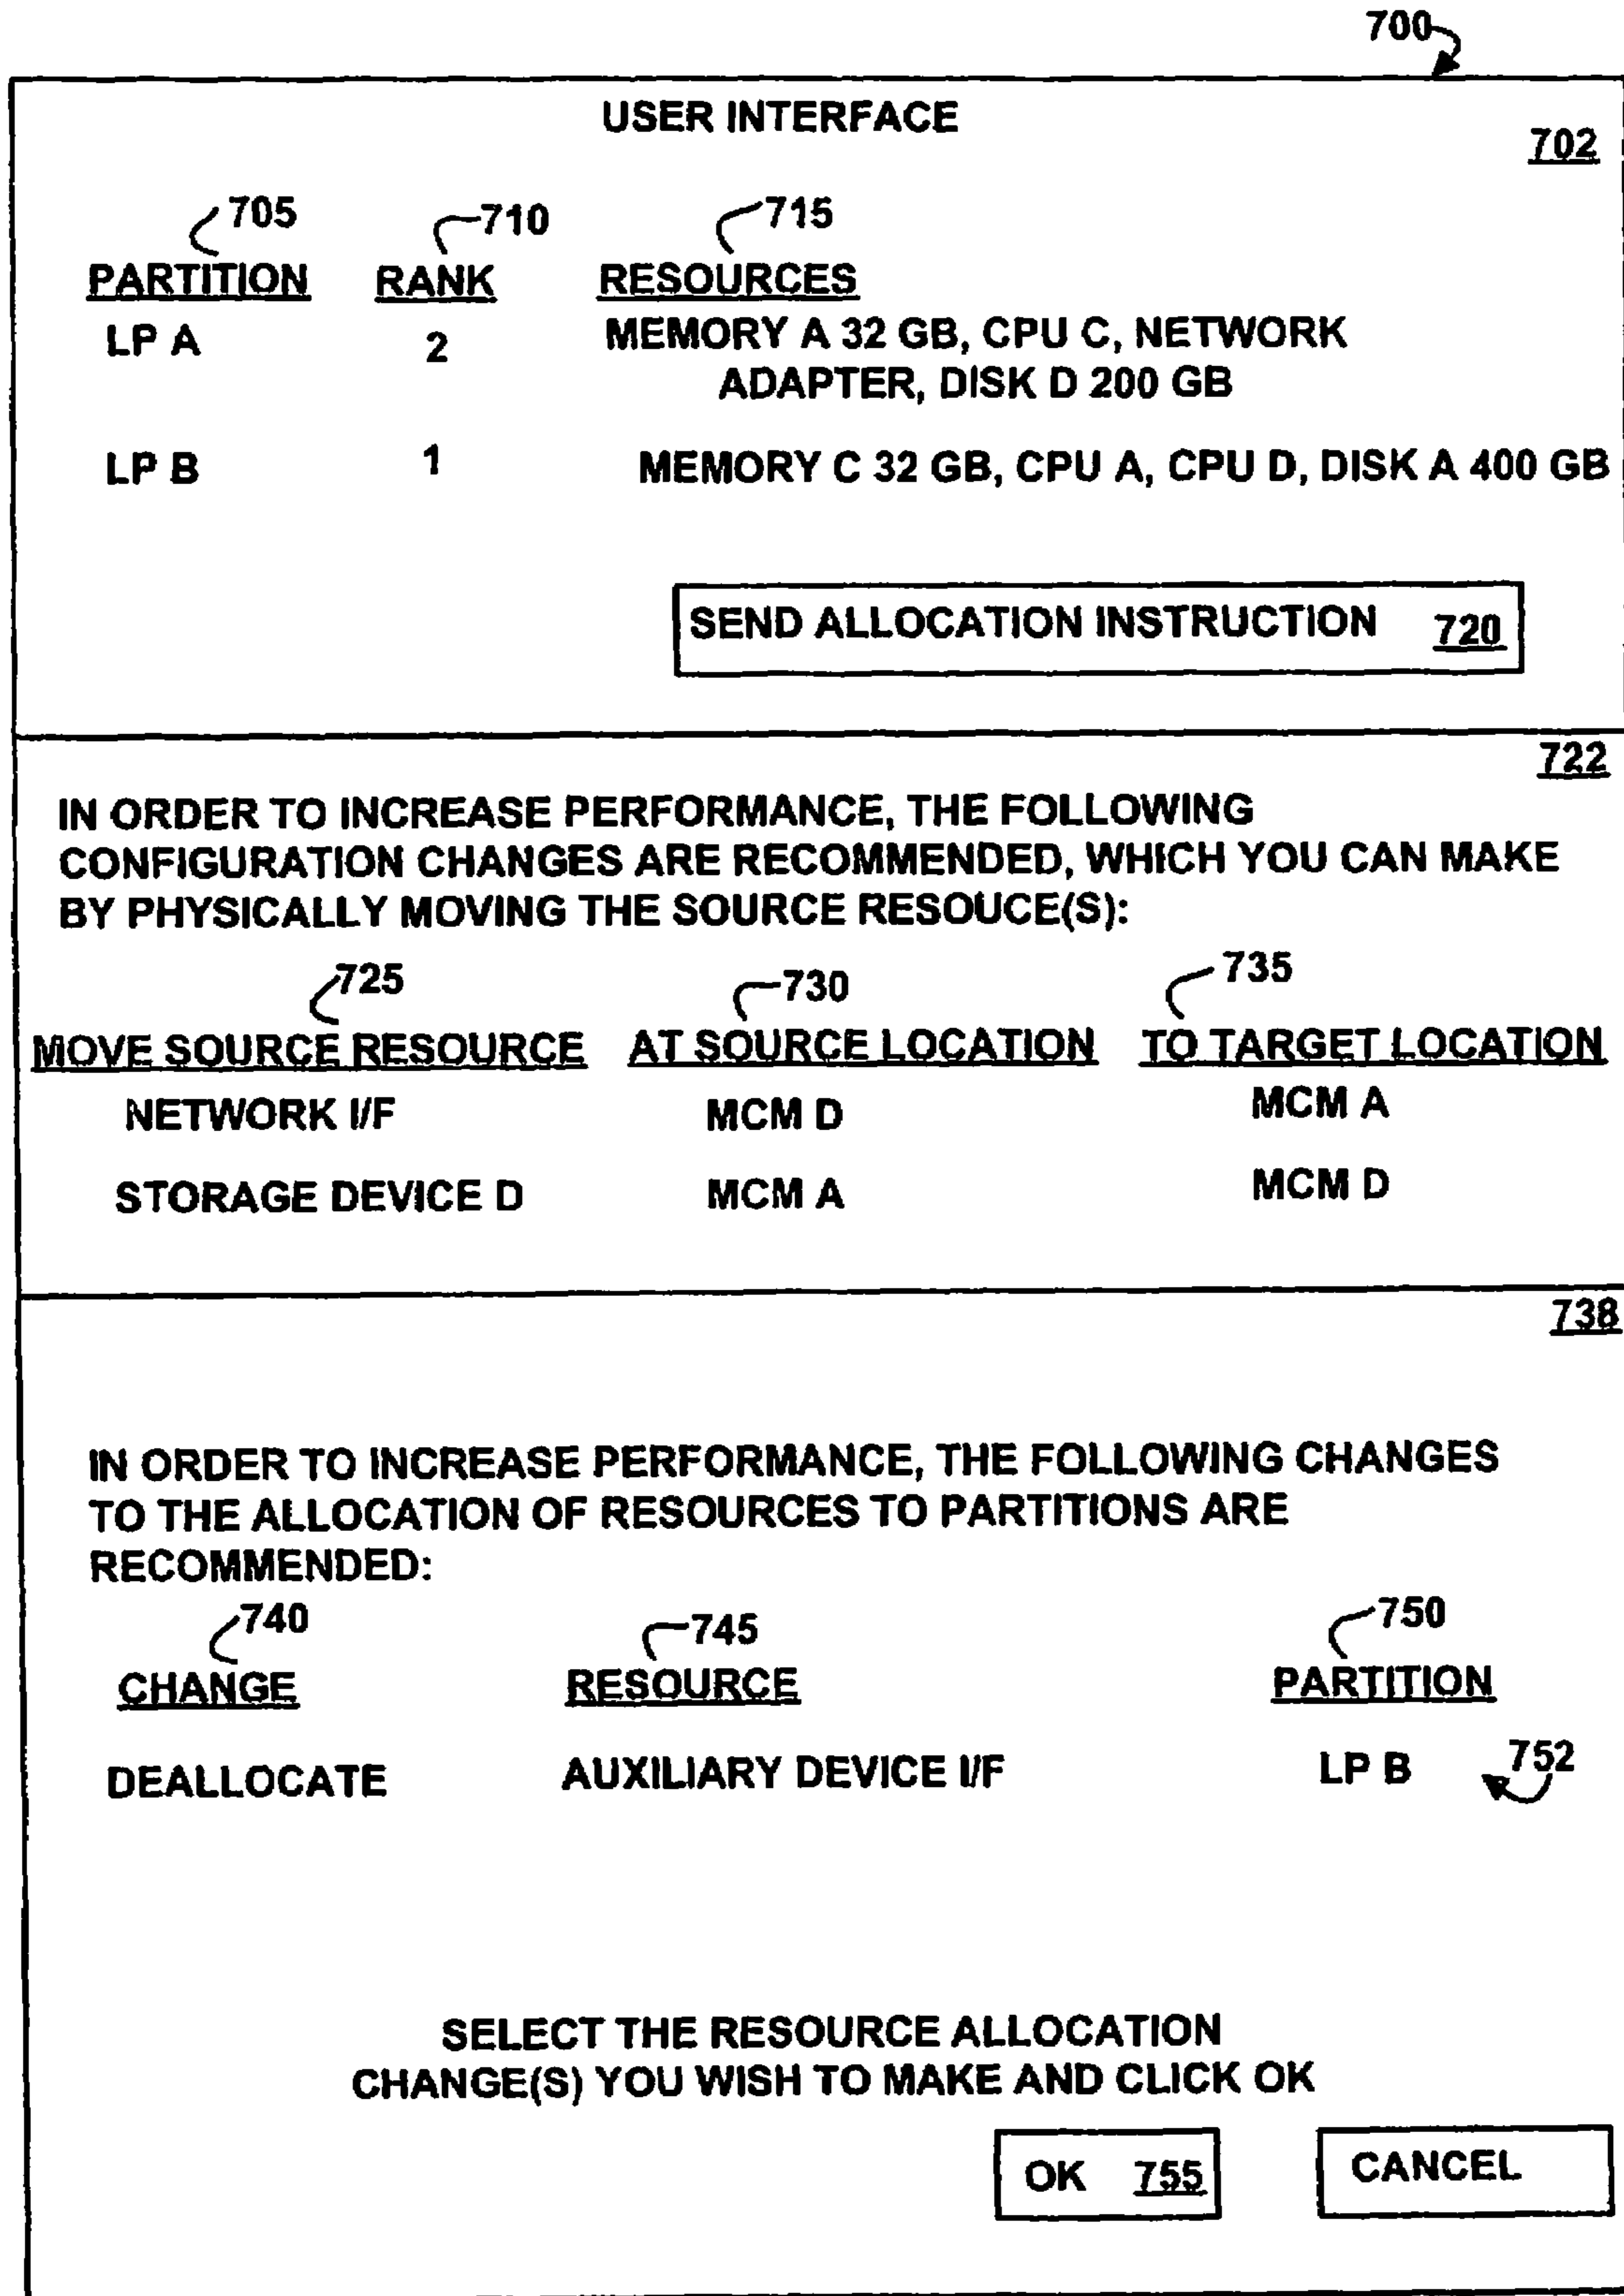 700
USER INTERFACE
702
705 710 715
PARTITION RANK RESOURCES
LP A 2 MEMORY A 32 GB, CPU C, NETWORK
ADAPTER, DISK D 200 GB
LP B 1 MEMORY C 32 GB, CPU A, CPU D, DISK A 400 GB
SEND ALLOCATION INSTRUCTION 720
722
IN ORDER TO INCREASE PERFORMANCE, THE FOLLOWING
CONFIGURATION CHANGES ARE RECOMMENDED, WHICH YOU CAN MAKE
BY PHYSICALLY MOVING THE SOURCE RESOUCE(S):
725 730 735
MOVE SOURCE RESOURCE AT SOURCE LOCATION TO TARGET LOCATION
NETWORK I/F MCM D MCM A
STORAGE DEVICE D MCM A MCM D
738
IN ORDER TO INCREASE PERFORMANCE, THE FOLLOWING CHANGES
TO THE ALLOCATION OF RESOURCES TO PARTITIONS ARE
RECOMMENDED:
740 745 750
CHANGE RESOURCE PARTITION
DEALLOCATE AUXILIARY DEVICE I/F LP B 752
SELECT THE RESOURCE ALLOCATION
CHANGE(S) YOU WISH TO MAKE AND CLICK OK
OK 755 CANCEL